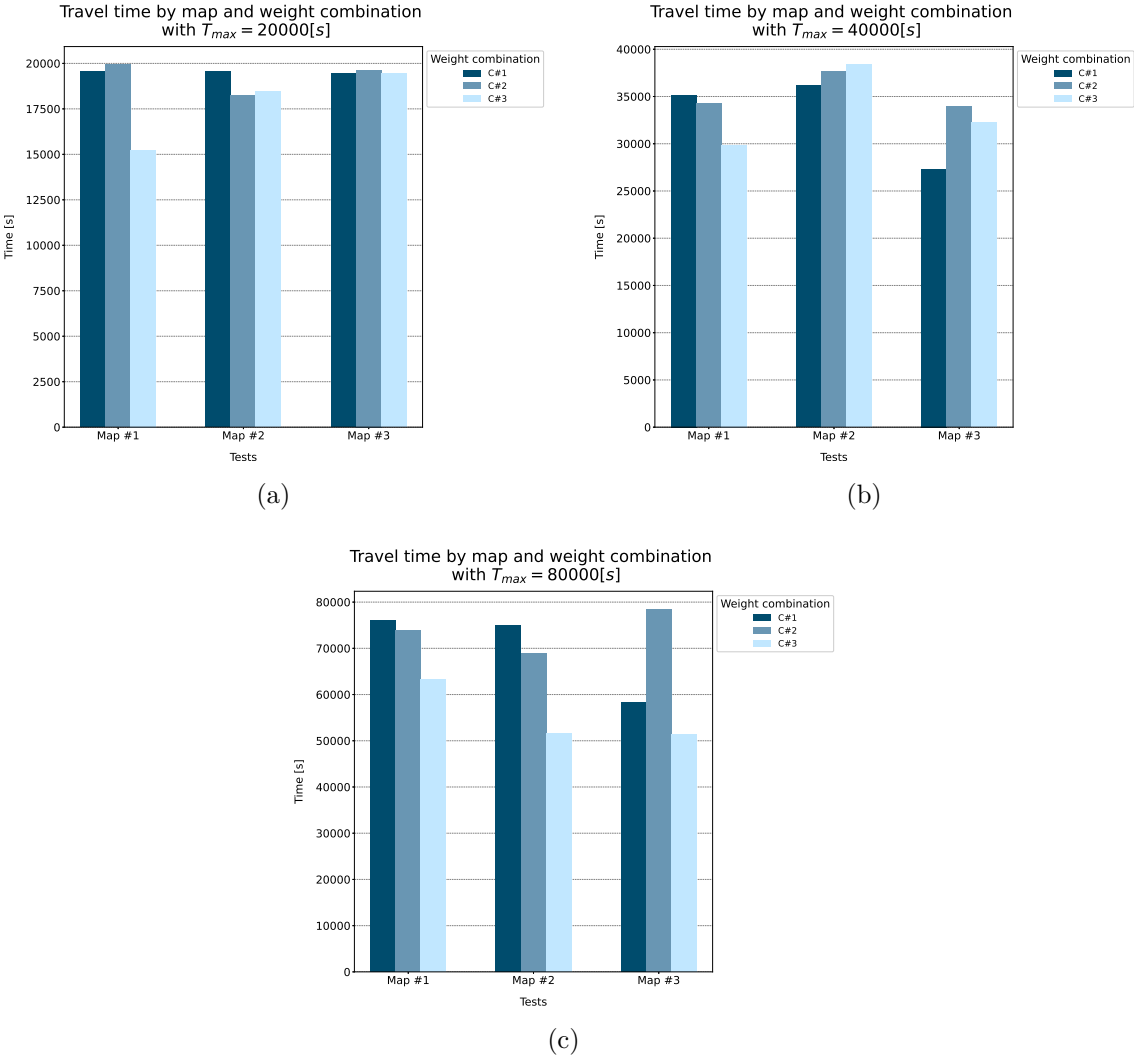 Travel time by map and weight combination
with T_max = 20000[s]
Weight combination
C#1
C#2
C#3
20000
17500
15000
12500
10000
7500
5000
2500
0
Time [s]
Map #1 Map #2 Map #3
Tests
(a)
Travel time by map and weight combination
with T_max = 40000[s]
Weight combination
C#1
C#2
C#3
40000
35000
30000
25000
20000
15000
10000
5000
0
Time [s]
Map #1 Map #2 Map #3
Tests
(b)
Travel time by map and weight combination
with T_max = 80000[s]
Weight combination
C#1
C#2
C#3
80000
70000
60000
50000
40000
30000
20000
10000
0
Time [s]
Map #1 Map #2 Map #3
Tests
(c)